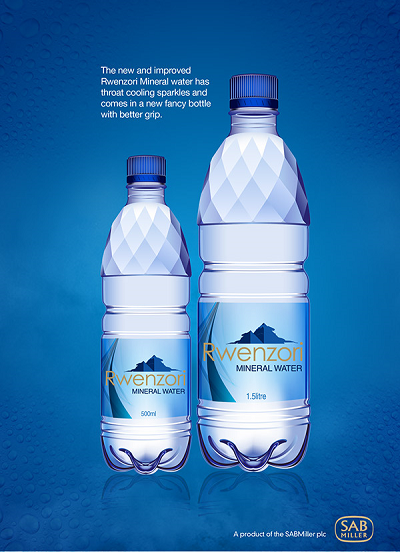 The new and improved
Rwenzori Mineral water has
throat cooling sparkles and
comes in a new fancy bottle
with better grip.
Rwenzori
MINERAL WATER
500ml
Rwenzori
MINERAL WATER
1.5litre
A product of the SABMiller plc
SAB
MILLER